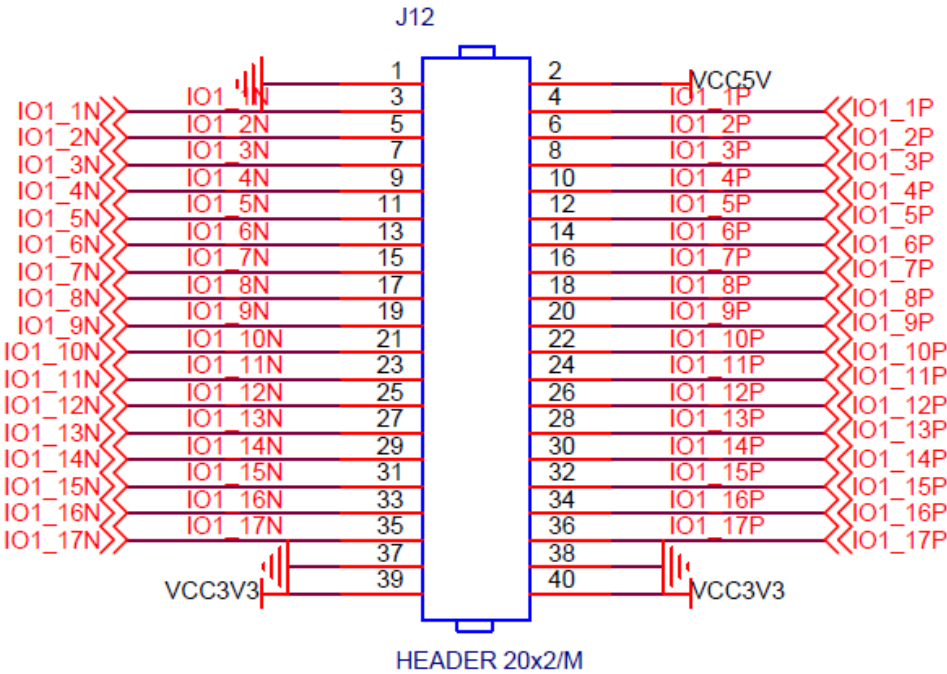 J12
1 2 VCC5V
IO1_1N IO1_1N 3 4 IO1_1P IO1_1P
IO1_2N IO1_2N 5 6 IO1_2P IO1_2P
IO1_3N IO1_3N 7 8 IO1_3P IO1_3P
IO1_4N IO1_4N 9 10 IO1_4P IO1_4P
IO1_5N IO1_5N 11 12 IO1_5P IO1_5P
IO1_6N IO1_6N 13 14 IO1_6P IO1_6P
IO1_7N IO1_7N 15 16 IO1_7P IO1_7P
IO1_8N IO1_8N 17 18 IO1_8P IO1_8P
IO1_9N IO1_9N 19 20 IO1_9P IO1_9P
IO1_10N IO1_10N 21 22 IO1_10P IO1_10P
IO1_11N IO1_11N 23 24 IO1_11P IO1_11P
IO1_12N IO1_12N 25 26 IO1_12P IO1_12P
IO1_13N IO1_13N 27 28 IO1_13P IO1_13P
IO1_14N IO1_14N 29 30 IO1_14P IO1_14P
IO1_15N IO1_15N 31 32 IO1_15P IO1_15P
IO1_16N IO1_16N 33 34 IO1_16P IO1_16P
IO1_17N IO1_17N 35 36 IO1_17P IO1_17P
37 38
VCC3V3 39 40 VCC3V3
HEADER 20x2/M